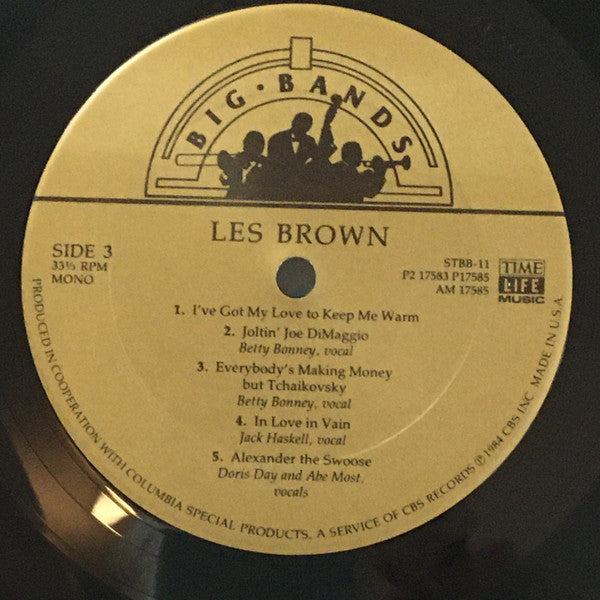 BIG • BANDS
LES BROWN
SIDE 3
33⅓ RPM
MONO
STBB-11
P2 17583 P17585
AM 17585
TIME
LIFE
MUSIC
1. I've Got My Love to Keep Me Warm
2. Joltin' Joe DiMaggio
Betty Bonney, vocal
3. Everybody's Making Money
but Tchaikovsky
Betty Bonney, vocal
4. In Love in Vain
Jack Haskell, vocal
5. Alexander the Swoose
Doris Day and Abe Most,
vocals
PRODUCED IN COOPERATION WITH COLUMBIA SPECIAL PRODUCTS, A SERVICE OF CBS RECORDS ℗ 1984 CBS INC. MADE IN U.S.A.